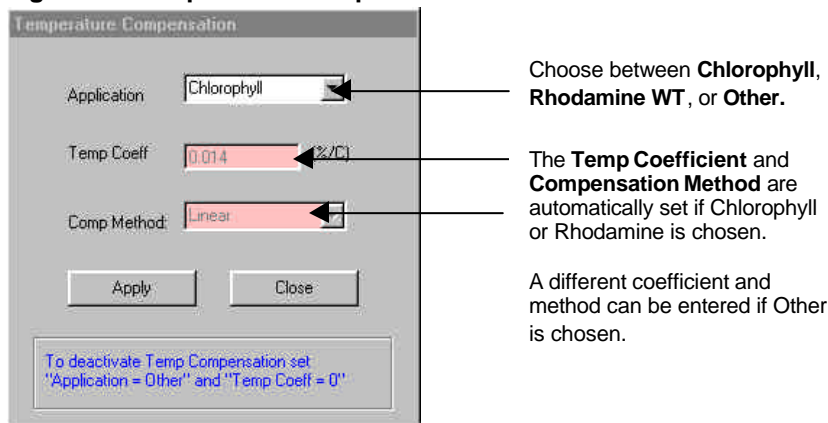 Temperature Compensation
Application
Chlorophyll
Temp Coeff
0.014
(%/C)
Comp Method:
Linear
Apply
Close
To deactivate Temp Compensation set
"Application = Other" and "Temp Coeff = 0"
Choose between Chlorophyll,
Rhodamine WT, or Other.
The Temp Coefficient and
Compensation Method are
automatically set if Chlorophyll
or Rhodamine is chosen.
A different coefficient and
method can be entered if Other
is chosen.